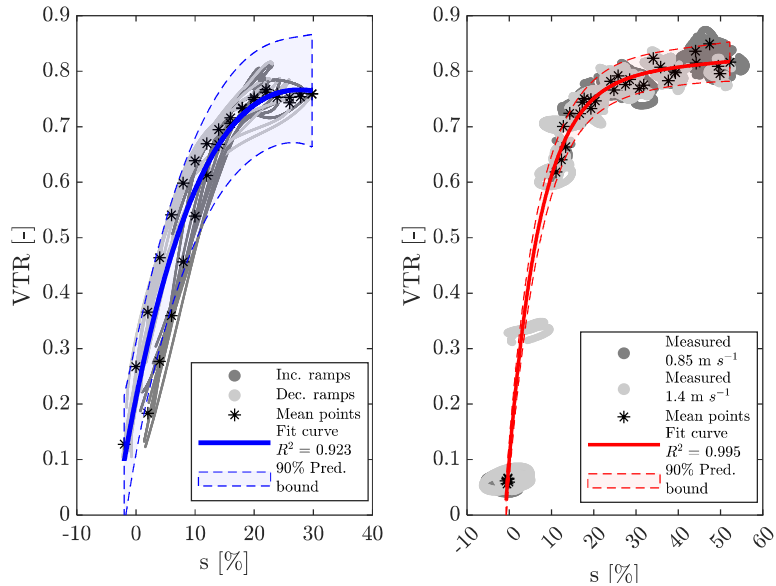 0.9
0.8
0.7
0.6
0.5
0.4
0.3
0.2
0.1
0
VTR [-]
-10
0
10
20
30
40
s [%]
Inc. ramps
Dec. ramps
Mean points
Fit curve
R² = 0.923
90% Pred.
bound
0.9
0.8
0.7
0.6
0.5
0.4
0.3
0.2
0.1
0
VTR [-]
-10
0
10
20
30
40
50
60
s [%]
Measured
0.85 m s⁻¹
Measured
1.4 m s⁻¹
Mean points
Fit curve
R² = 0.995
90% Pred.
bound